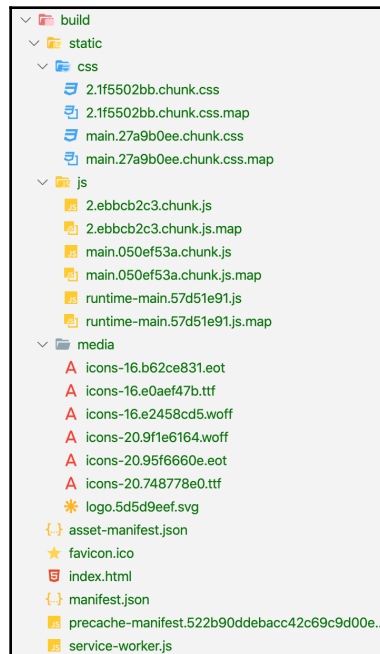 build
static
css
2.1f5502bb.chunk.css
2.1f5502bb.chunk.css.map
main.27a9b0ee.chunk.css
main.27a9b0ee.chunk.css.map
js
2.ebbcb2c3.chunk.js
2.ebbcb2c3.chunk.js.map
main.050ef53a.chunk.js
main.050ef53a.chunk.js.map
runtime-main.57d51e91.js
runtime-main.57d51e91.js.map
media
icons-16.b62ce831.eot
icons-16.e0aef47b.ttf
icons-16.e2458cd5.woff
icons-20.9f1e6164.woff
icons-20.95f6660e.eot
icons-20.748778e0.ttf
logo.5d5d9eef.svg
asset-manifest.json
favicon.ico
index.html
manifest.json
precache-manifest.522b90ddebacc42c69c9d00e...
service-worker.js